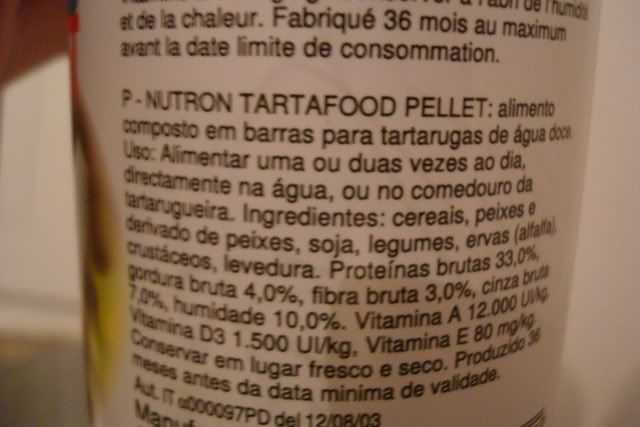 et de la chaleur. Fabriqué 36 mois au maximum
avant la date limite de consommation.
P - NUTRON TARTAFOOD PELLET: alimento
composto em barras para tartarugas de água doce.
Uso: Alimentar uma ou duas vezes ao dia,
directamente na água, ou no comedouro da
tartarugueira. Ingredientes: cereais, peixes e
derivado de peixes, soja, legumes, ervas (alfalfa),
crustáceos, levedura. Proteínas brutas 33,0%,
gordura bruta 4,0%, fibra bruta 3,0%, cinza bruta
7,0%, humidade 10,0%. Vitamina A 12.000 UI/kg,
Vitamina D3 1.500 UI/kg, Vitamina E 80 mg/kg.
Conservar em lugar fresco e seco. Produzido 36
meses antes da data minima de validade.
Aut. IT α000097PD del 12/08/03